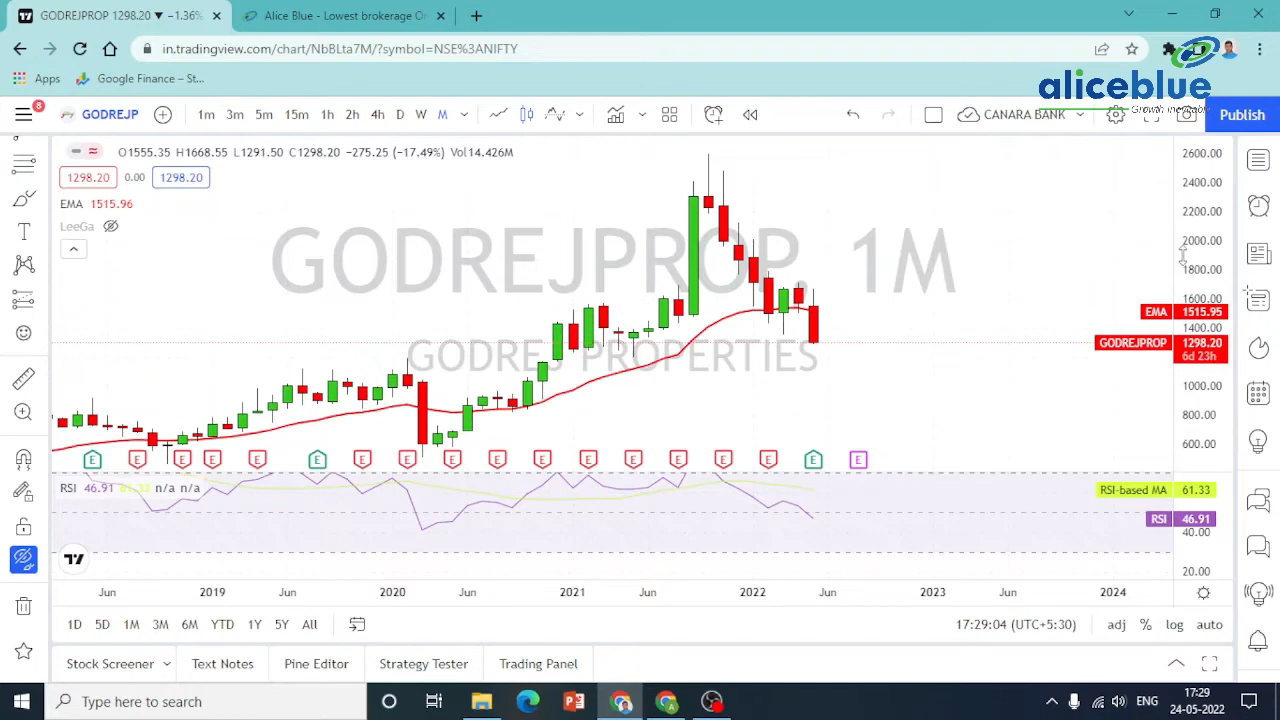 GODREJPROP 1298.20 ▼ −1.36%
Alice Blue - Lowest brokerage On
in.tradingview.com/chart/NbBLta7M/?symbol=NSE%3ANIFTY
Apps
Google Finance – St...
aliceblue
8
GODREJP
1m 3m 5m 15m 1h 2h 4h D W M
CANARA BANK
Publish
O1555.35 H1668.55 L1291.50 C1298.20 −275.25 (−17.49%) Vol14.426M
1298.20 0.00 1298.20
EMA 1515.96
LeeGa
GODREJPROP, 1M
GODREJ PROPERTIES
2600.00
2400.00
2200.00
2000.00
1800.00
1600.00
EMA 1515.95
1400.00
GODREJPROP 1298.20
6d 23h
1000.00
800.00
600.00
E E E E E E E E E E E E E E E E E E
RSI 46.91 61.33 n/a n/a
RSI-based MA 61.33
RSI 46.91
40.00
20.00
Jun 2019 Jun 2020 Jun 2021 Jun 2022 Jun 2023 Jun 2024
1D 5D 1M 3M 6M YTD 1Y 5Y All
17:29:04 (UTC+5:30)
adj % log auto
Stock Screener
Text Notes
Pine Editor
Strategy Tester
Trading Panel
Type here to search
ENG
17:29
24-05-2022